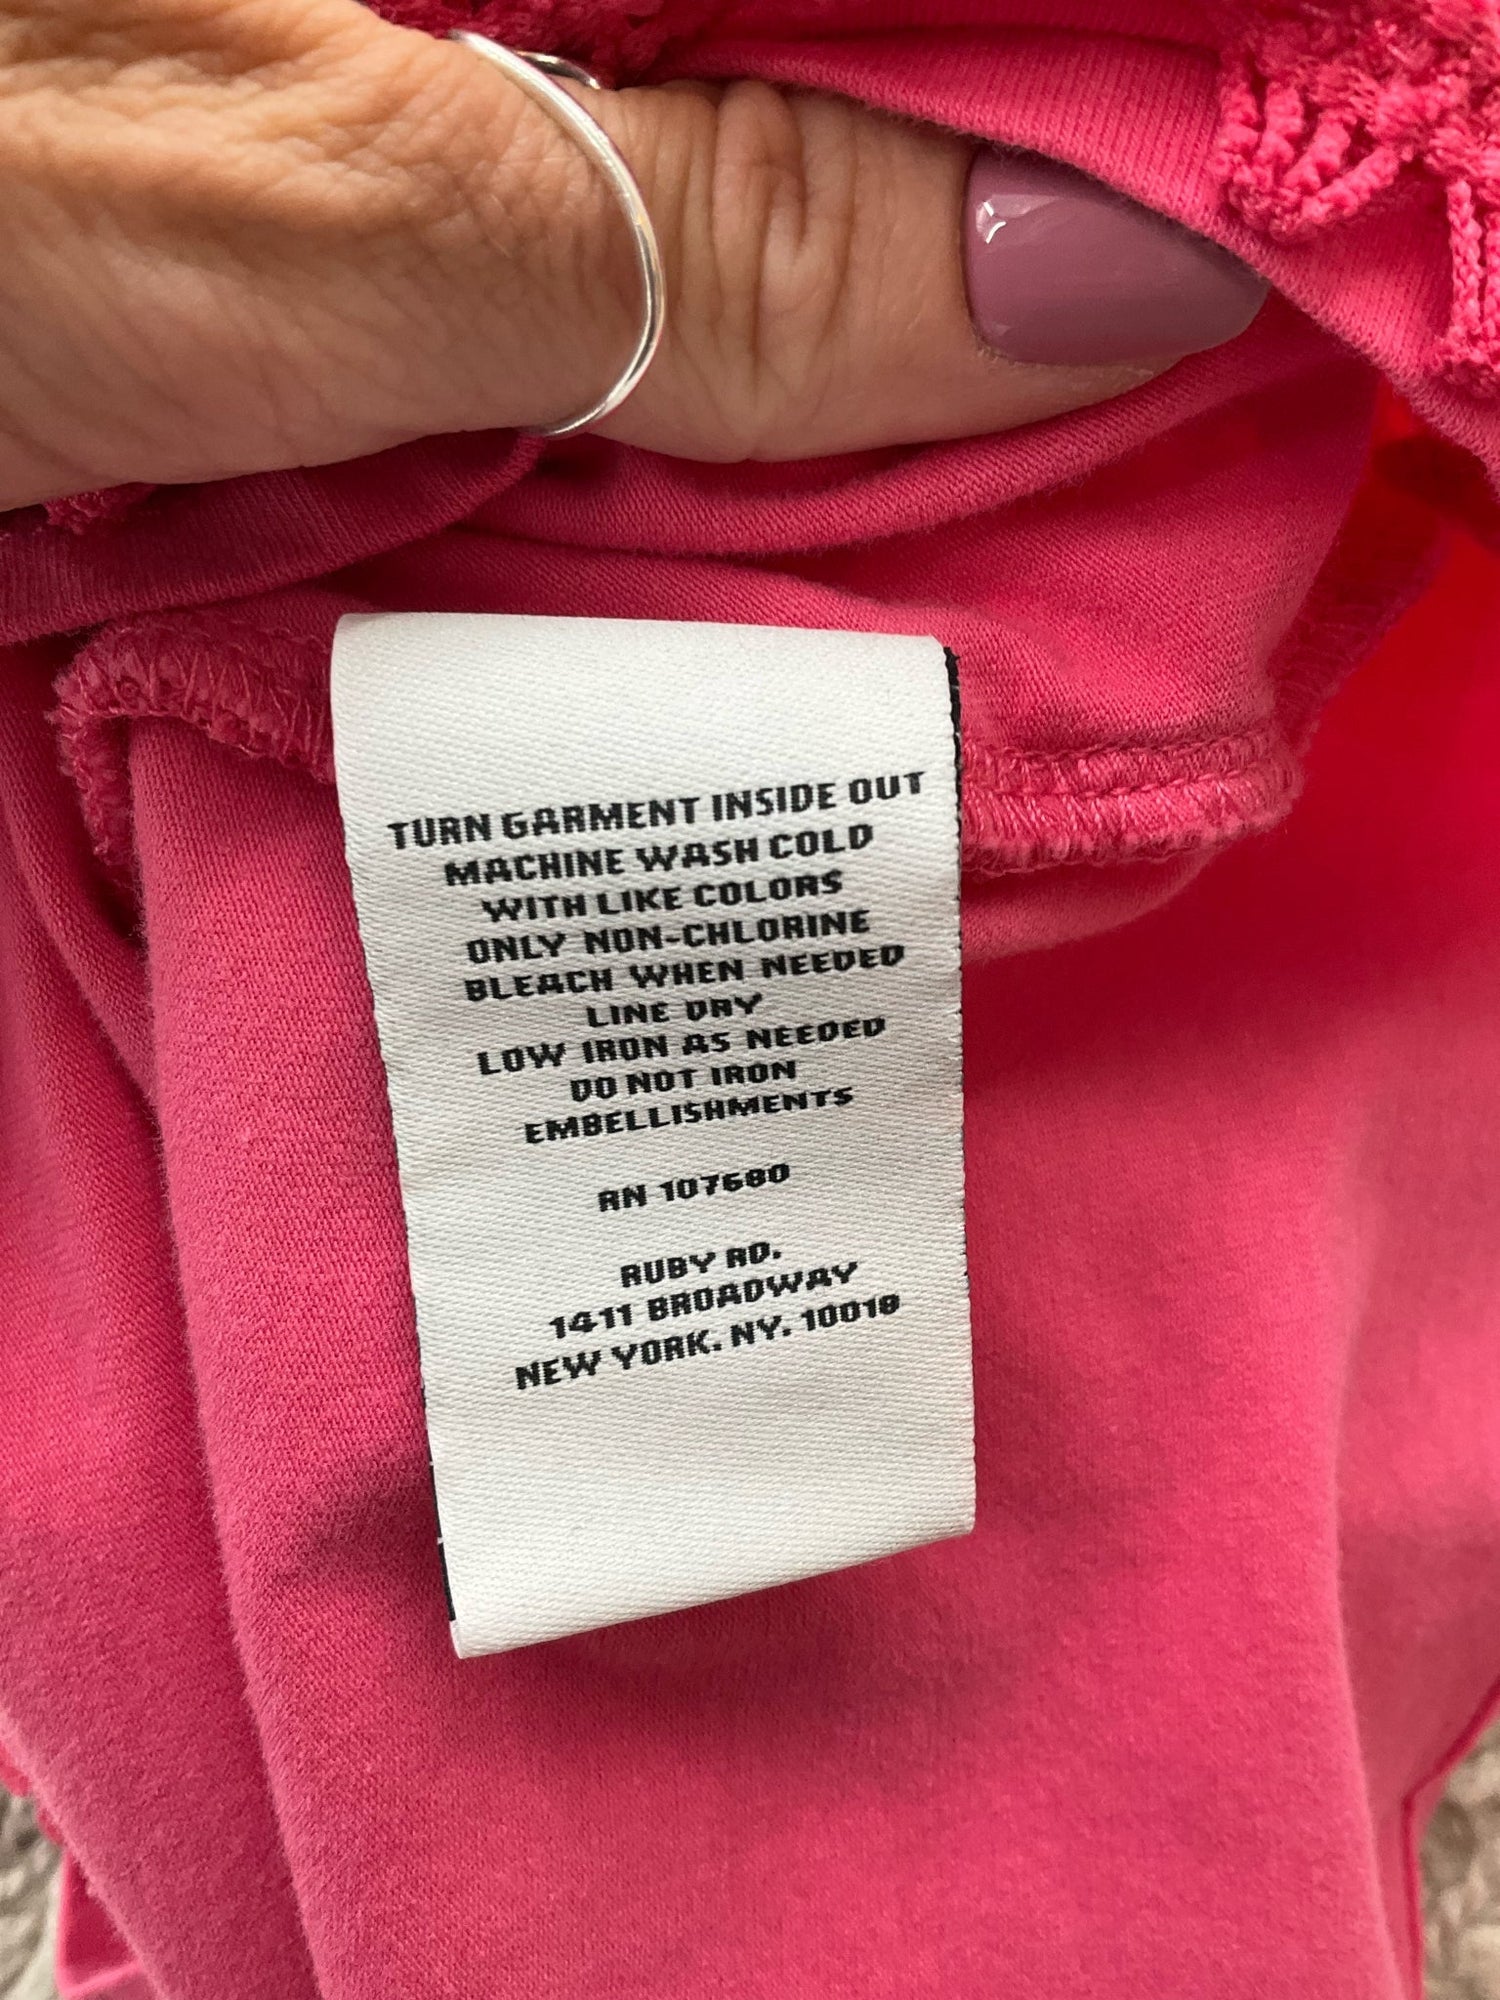 TURN GARMENT INSIDE OUT
MACHINE WASH COLD
WITH LIKE COLORS
ONLY NON-CHLORINE
BLEACH WHEN NEEDED
LINE DRY
LOW IRON AS NEEDED
DO NOT IRON
EMBELLISHMENTS
RN 107680
RUBY RD.
1411 BROADWAY
NEW YORK. NY. 10018